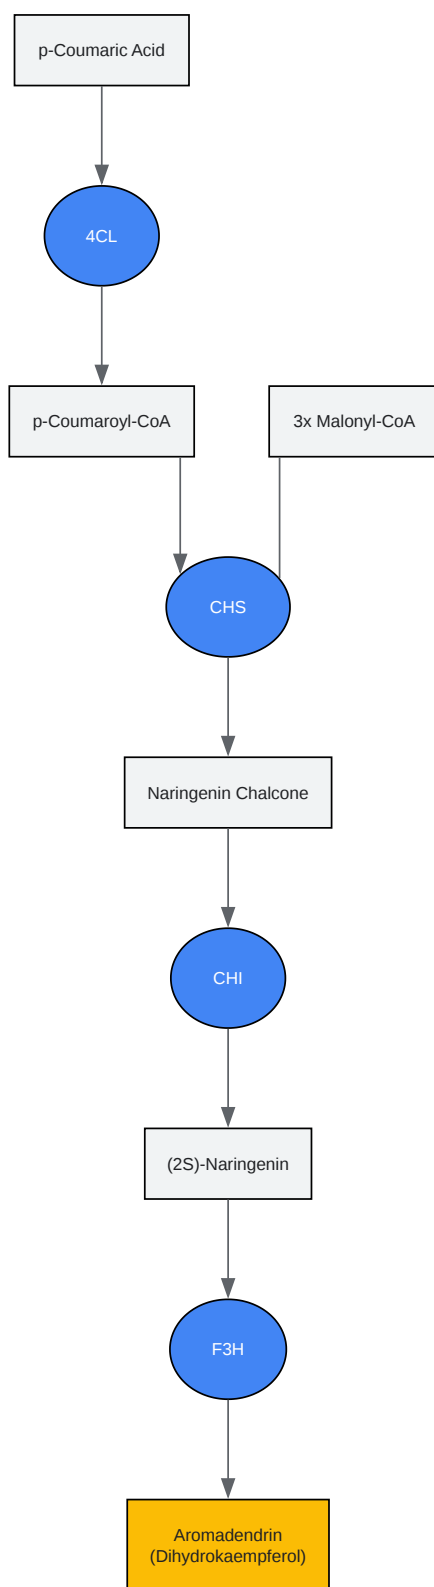 p-Coumaric Acid
4CL
p-Coumaroyl-CoA
3x Malonyl-CoA
CHS
Naringenin Chalcone
CHI
(2S)-Naringenin
F3H
Aromadendrin
(Dihydrokaempferol)